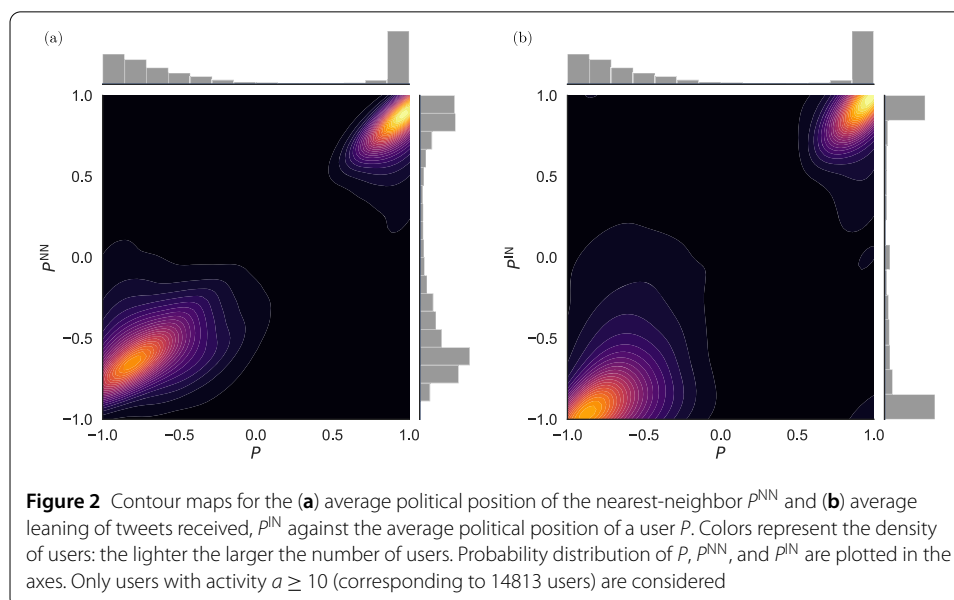 (a)
1.0
0.5
0.0
−0.5
−1.0
P^NN
−1.0 −0.5 0.0 0.5 1.0
P
(b)
1.0
0.5
0.0
−0.5
−1.0
P^IN
−1.0 −0.5 0.0 0.5 1.0
P
Figure 2 Contour maps for the (a) average political position of the nearest-neighbor P^NN and (b) average
leaning of tweets received, P^IN against the average political position of a user P. Colors represent the density
of users: the lighter the larger the number of users. Probability distribution of P, P^NN, and P^IN are plotted in the
axes. Only users with activity a ≥ 10 (corresponding to 14813 users) are considered